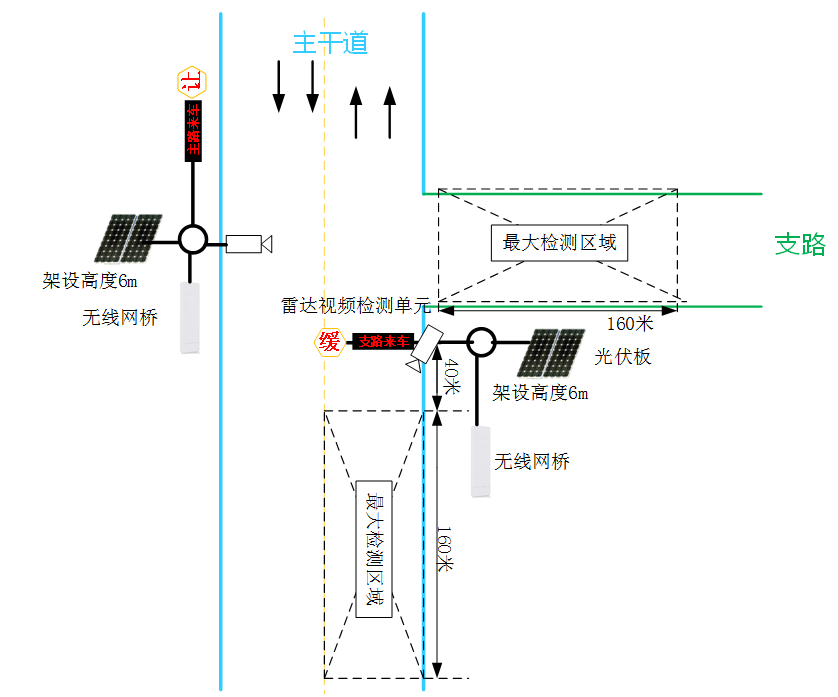 主干道
让
主路来车
最大检测区域
支路
架设高度6m
无线网桥
雷达视频检测单元
160米
缓
支路来车
光伏板
40米
架设高度6m
无线网桥
最大检测区域
160米